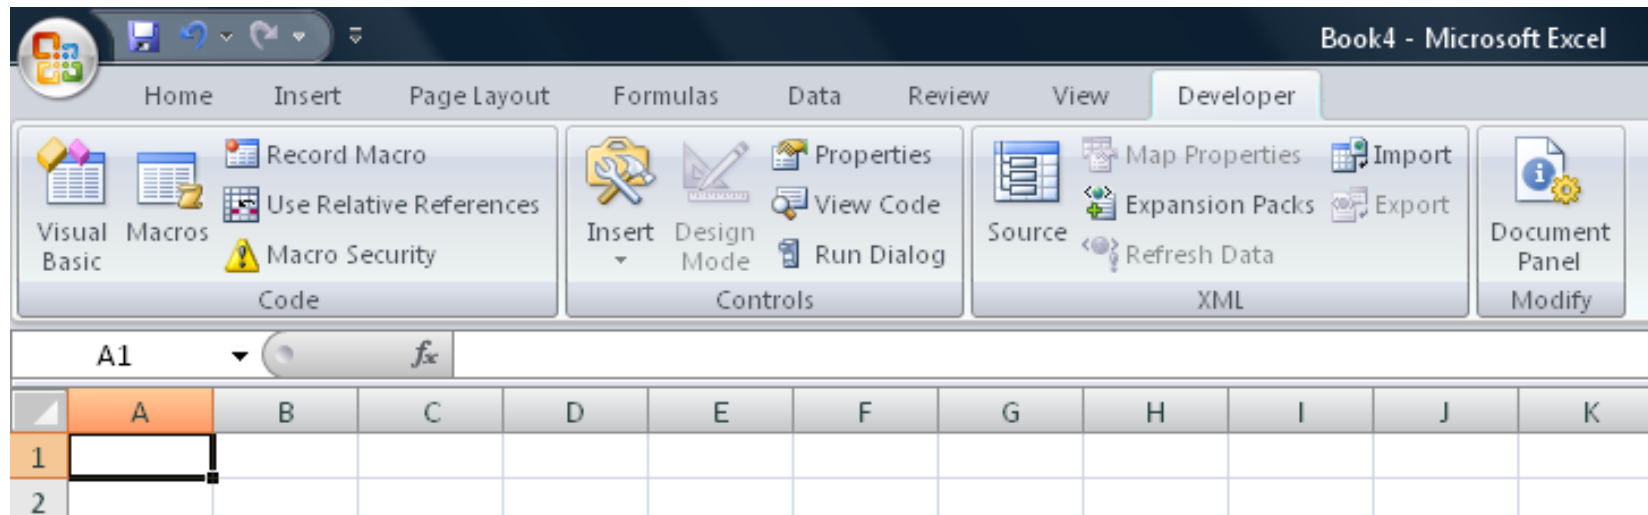 Book4 - Microsoft Excel
Home Insert Page Layout Formulas Data Review View Developer
Visual Basic
Macros
Record Macro
Use Relative References
Macro Security
Code
Insert
Design Mode
Properties
View Code
Run Dialog
Controls
Source
Map Properties
Expansion Packs
Refresh Data
Import
Export
XML
Document Panel
Modify
A1 fx
A B C D E F G H I J K
1
2